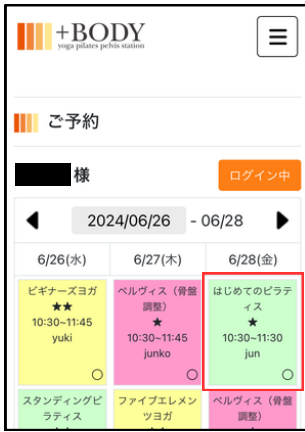 +BODY
yoga pilates pelvis station
ご予約
様
ログイン中
2024/06/26 - 06/28
6/26(水) 6/27(木) 6/28(金)
ビギナーズヨガ
★★
10:30~11:45
yuki
ペルヴィス（骨盤
調整）
★
10:30~11:45
junko
はじめてのピラテ
ィス
★
10:30~11:30
jun
スタンディングピ
ラティス
ファイブエレメン
ツヨガ
ペルヴィス（骨盤
調整）